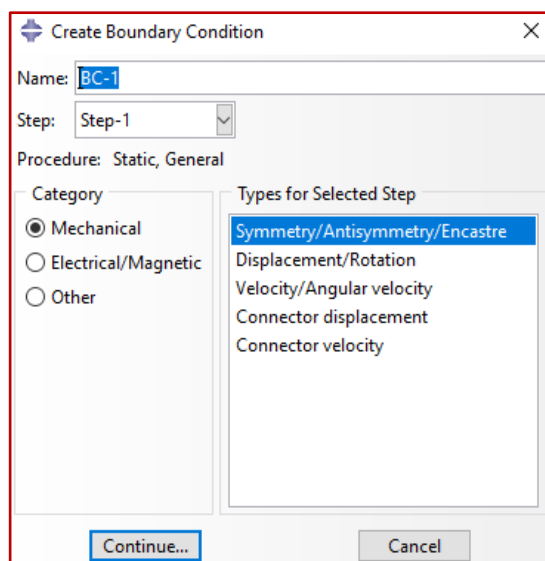 Create Boundary Condition
Name: BC-1
Step: Step-1
Procedure: Static, General
Category
Mechanical
Electrical/Magnetic
Other
Types for Selected Step
Symmetry/Antisymmetry/Encastre
Displacement/Rotation
Velocity/Angular velocity
Connector displacement
Connector velocity
Continue... Cancel